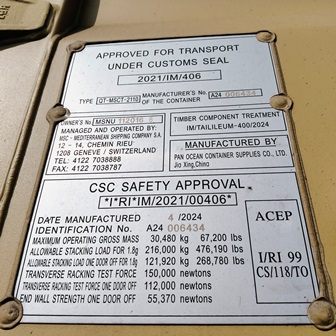 APPROVED FOR TRANSPORT
UNDER CUSTOMS SEAL
2021/IM/406
TYPE QT-MSCT-2110 MANUFACTURER'S No. OF THE CONTAINER A24 006434
OWNER'S No MSNU 112016 6
MANAGED AND OPERATED BY:
MSC - MEDITERRANEAN SHIPPING COMPANY SA
12 - 14, CHEMIN RIEU
1208 GENEVE / SWITZERLAND
TEL: 4122 7038888
FAX: 4122 7038787
TIMBER COMPONENT TREATMENT
IM/TAILILEUM-400/2024
MANUFACTURED BY
PAN OCEAN CONTAINER SUPPLIES CO., LTD.
Jia Xing,China
CSC SAFETY APPROVAL
*I*RI*IM/2021/00406*
DATE MANUFACTURED 4 /2024
IDENTIFICATION No. A24 006434
MAXIMUM OPERATING GROSS MASS 30,480 kg 67,200 lbs
ALLOWABLE STACKING LOAD FOR 1.8g 216,000 kg 476,190 lbs
ALLOWABLE STACKING LOAD ONE DOOR OFF FOR 1.8g 121,920 kg 268,780 lbs
TRANSVERSE RACKING TEST FORCE 150,000 newtons
TRANSVERSE RACKING FORCE ONE DOOR OFF 112,000 newtons
END WALL STRENGTH ONE DOOR OFF 55,370 newtons
ACEP
I/RI 99
CS/118/TO